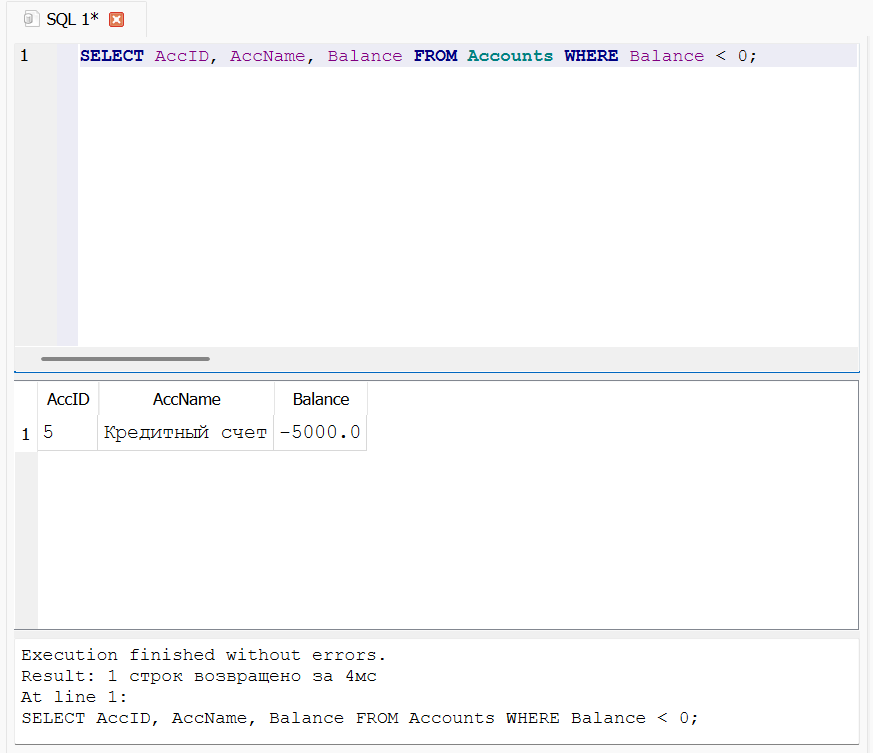 SQL 1*
1 SELECT AccID, AccName, Balance FROM Accounts WHERE Balance < 0;
AccID AccName Balance
1 5 Кредитный счет -5000.0
Execution finished without errors.
Result: 1 строк возвращено за 4мс
At line 1:
SELECT AccID, AccName, Balance FROM Accounts WHERE Balance < 0;